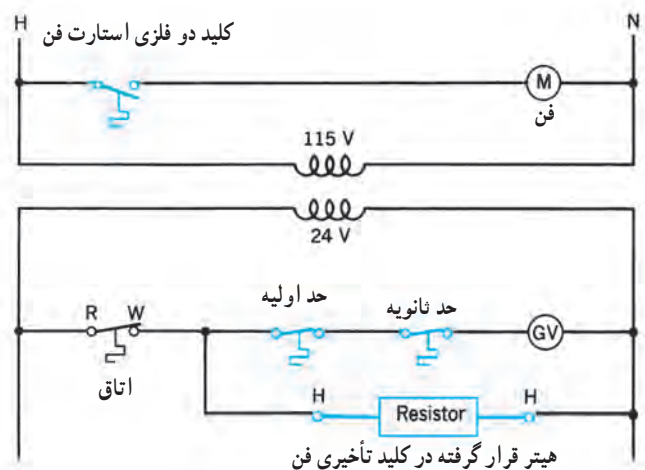 H
N
کلید دو فلزی استارت فن
M
فن
115 V
24 V
حد اولیه
حد ثانویه
R W
GV
اتاق
H
Resistor
H
هیتر قرار گرفته در کلید تأخیری فن